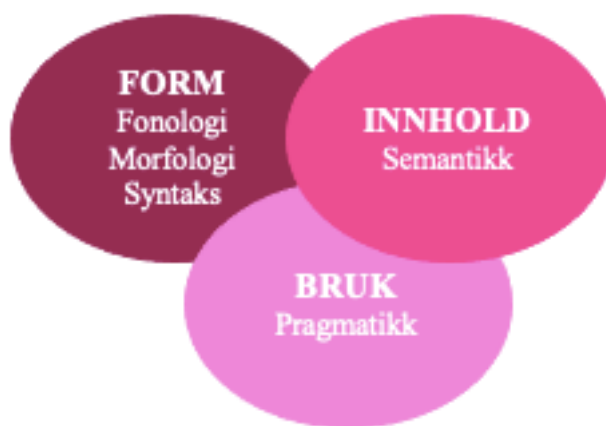 FORM
Fonologi
Morfologi
Syntaks
INNHOLD
Semantikk
BRUK
Pragmatikk